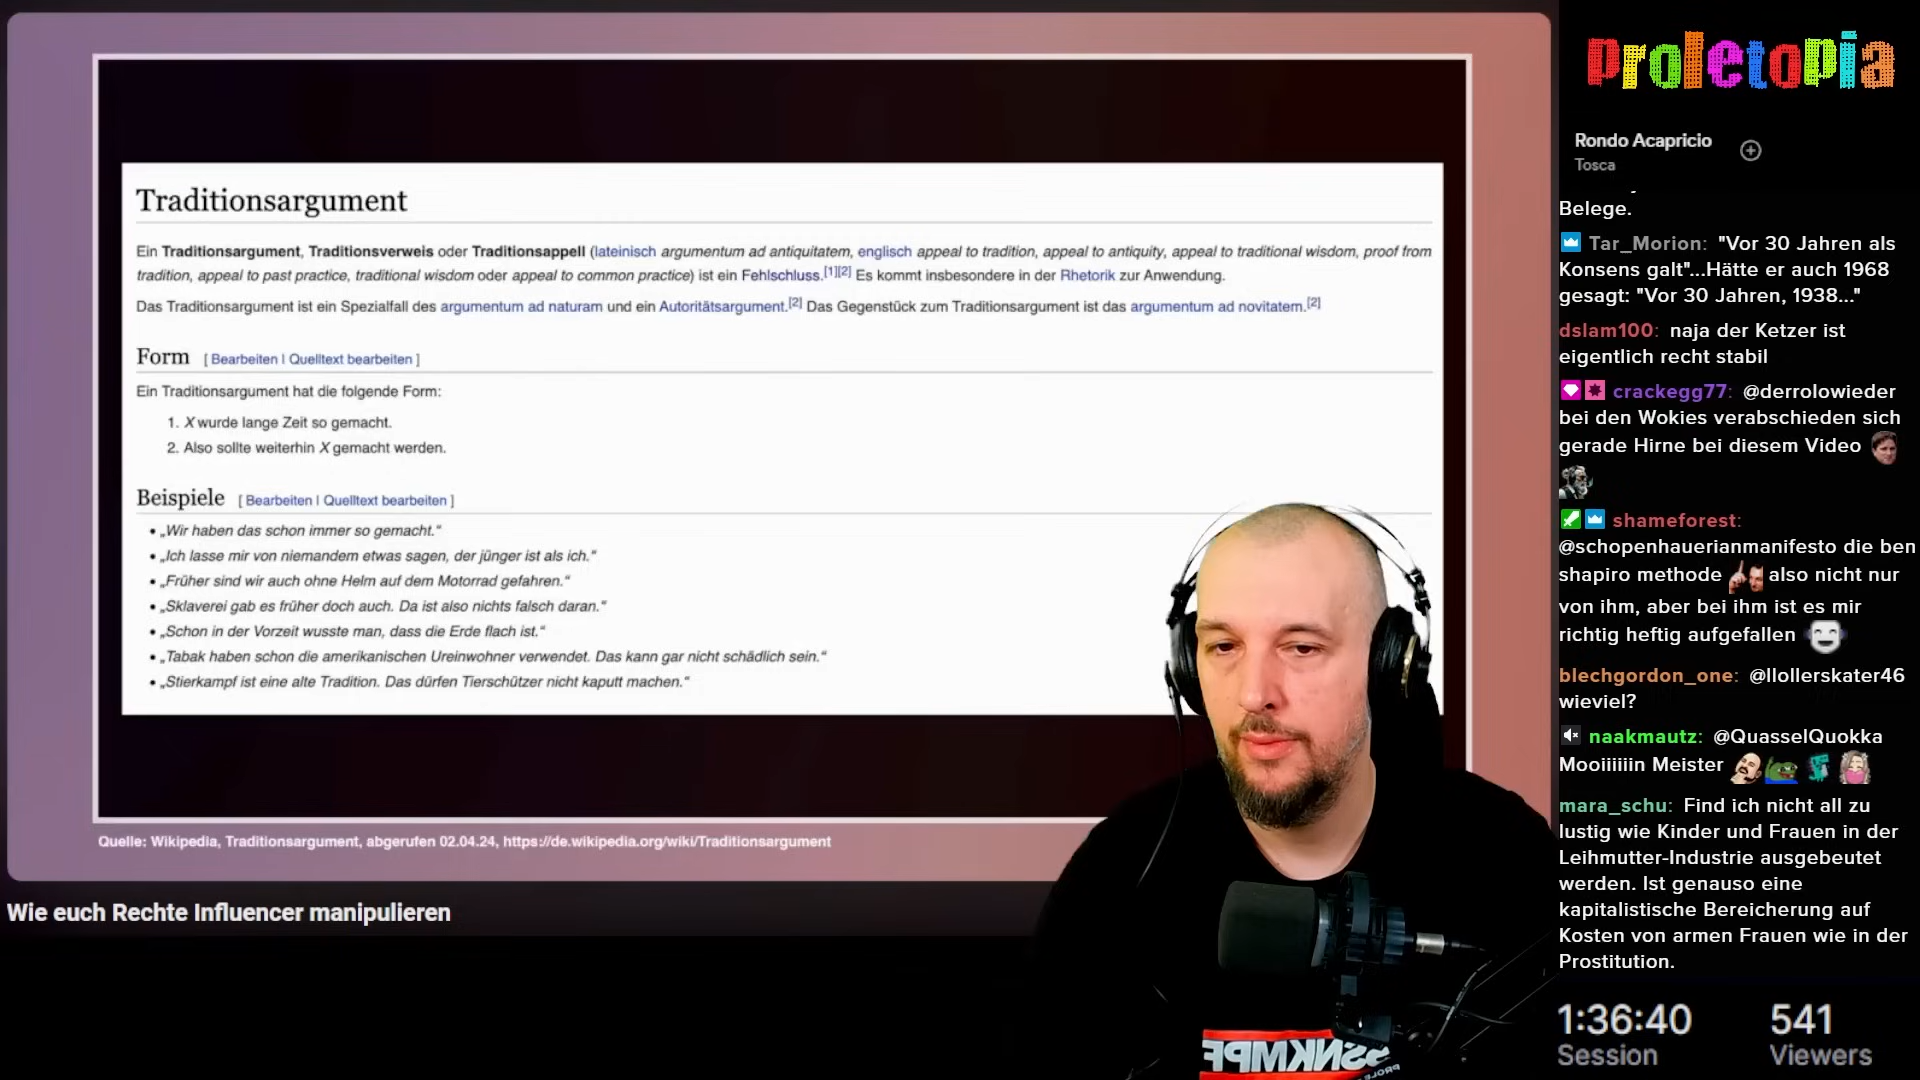 Traditionsargument
Ein Traditionsargument, Traditionsverweis oder Traditionsappell (lateinisch argumentum ad antiquitatem, englisch appeal to tradition, appeal to antiquity, appeal to traditional wisdom, proof from
tradition, appeal to past practice, traditional wisdom oder appeal to common practice) ist ein Fehlschluss.[1][2] Es kommt insbesondere in der Rhetorik zur Anwendung.
Das Traditionsargument ist ein Spezialfall des argumentum ad naturam und ein Autoritätsargument.[2] Das Gegenstück zum Traditionsargument ist das argumentum ad novitatem.[2]
Form [ Bearbeiten | Quelltext bearbeiten ]
Ein Traditionsargument hat die folgende Form:
1. X wurde lange Zeit so gemacht.
2. Also sollte weiterhin X gemacht werden.
Beispiele [ Bearbeiten | Quelltext bearbeiten ]
• „Wir haben das schon immer so gemacht.“
• „Ich lasse mir von niemandem etwas sagen, der jünger ist als ich.“
• „Früher sind wir auch ohne Helm auf dem Motorrad gefahren.“
• „Sklaverei gab es früher doch auch. Da ist also nichts falsch daran.“
• „Schon in der Vorzeit wusste man, dass die Erde flach ist.“
• „Tabak haben schon die amerikanischen Ureinwohner verwendet. Das kann gar nicht schädlich sein.“
• „Stierkampf ist eine alte Tradition. Das dürfen Tierschützer nicht kaputt machen.“
Quelle: Wikipedia, Traditionsargument, abgerufen 02.04.24, https://de.wikipedia.org/wiki/Traditionsargument
Wie euch Rechte Influencer manipulieren
Proletopia
Rondo Acapricio
Tosca
Belege.
Tar_Morion: "Vor 30 Jahren als
Konsens galt"...Hätte er auch 1968
gesagt: "Vor 30 Jahren, 1938..."
dslam100: naja der Ketzer ist
eigentlich recht stabil
crackegg77: @derrolowieder
bei den Wokies verabschieden sich
gerade Hirne bei diesem Video
shameforest:
@schopenhauerianmanifesto die ben
shapiro methode also nicht nur
von ihm, aber bei ihm ist es mir
richtig heftig aufgefallen
blechgordon_one: @llollerskater46
wieviel?
naakmautz: @QuasselQuokka
Mooiiiiiin Meister
mara_schu: Find ich nicht all zu
lustig wie Kinder und Frauen in der
Leihmutter-Industrie ausgebeutet
werden. Ist genauso eine
kapitalistische Bereicherung auf
Kosten von armen Frauen wie in der
Prostitution.
1:36:40 541
Session Viewers